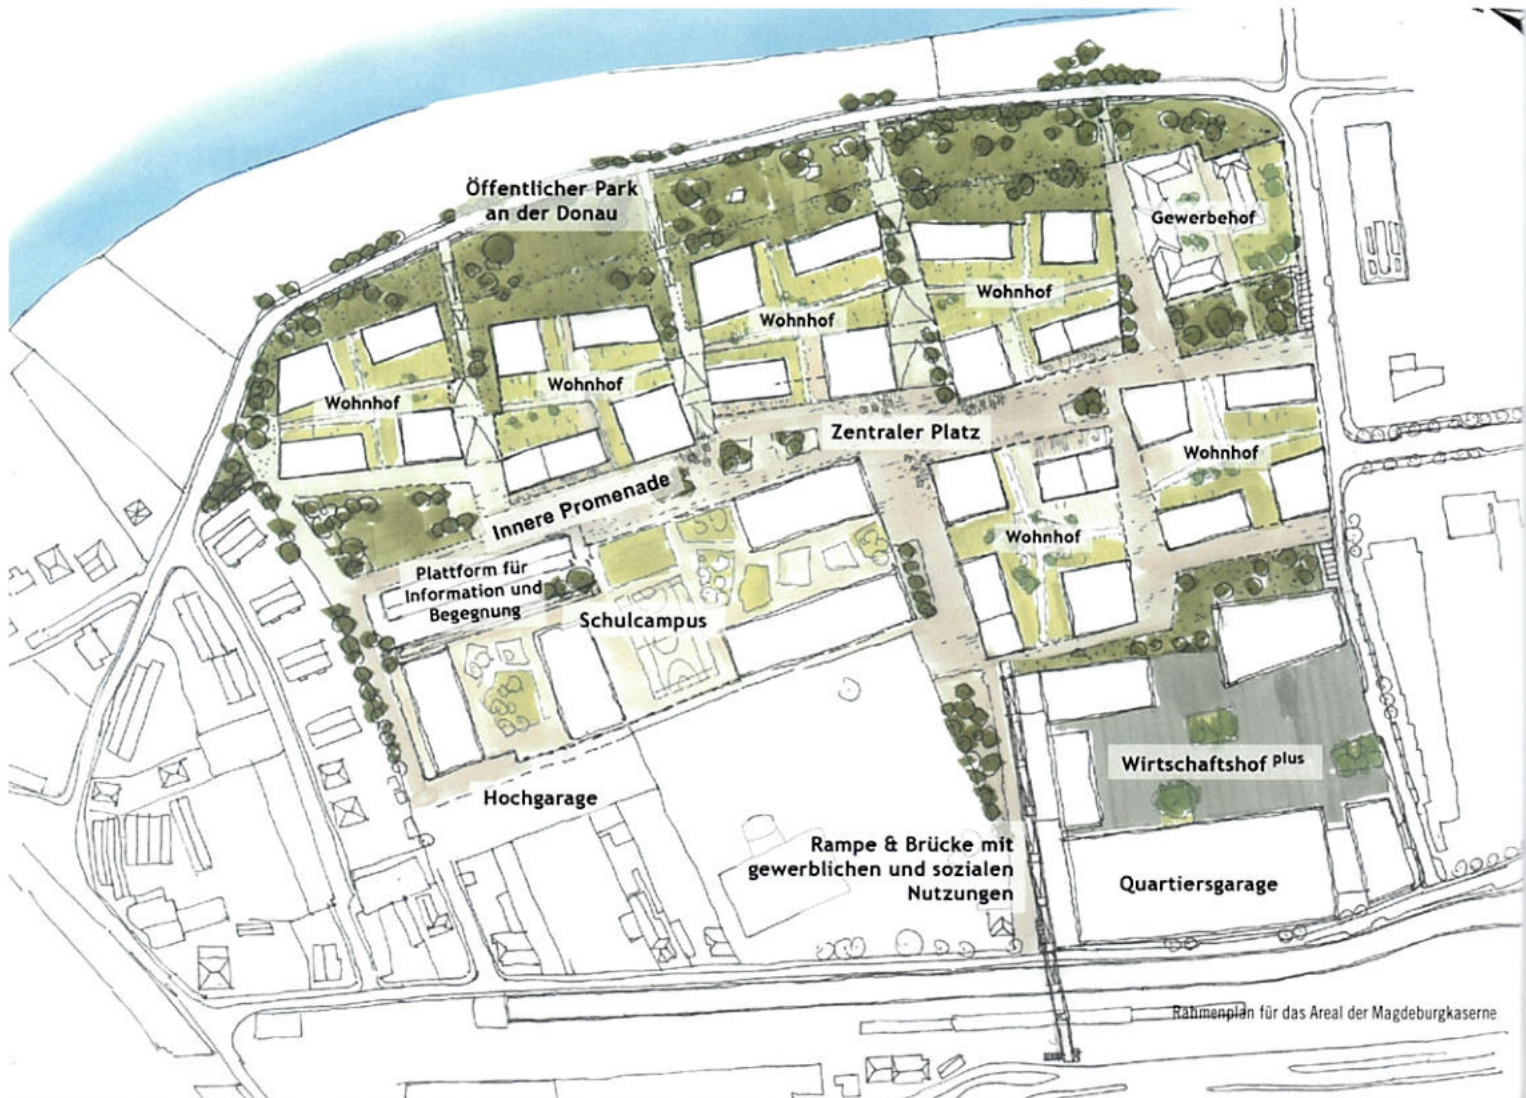 Öffentlicher Park
an der Donau
Gewerbehof
Wohnhof
Wohnhof
Wohnhof
Wohnhof
Zentraler Platz
Wohnhof
Innere Promenade
Wohnhof
Plattform für
Information und
Begegnung
Schulcampus
Wirtschaftshof plus
Hochgarage
Rampe & Brücke mit
gewerblichen und sozialen
Nutzungen
Quartiersgarage
Rahmenplan für das Areal der Magdeburgkaserne